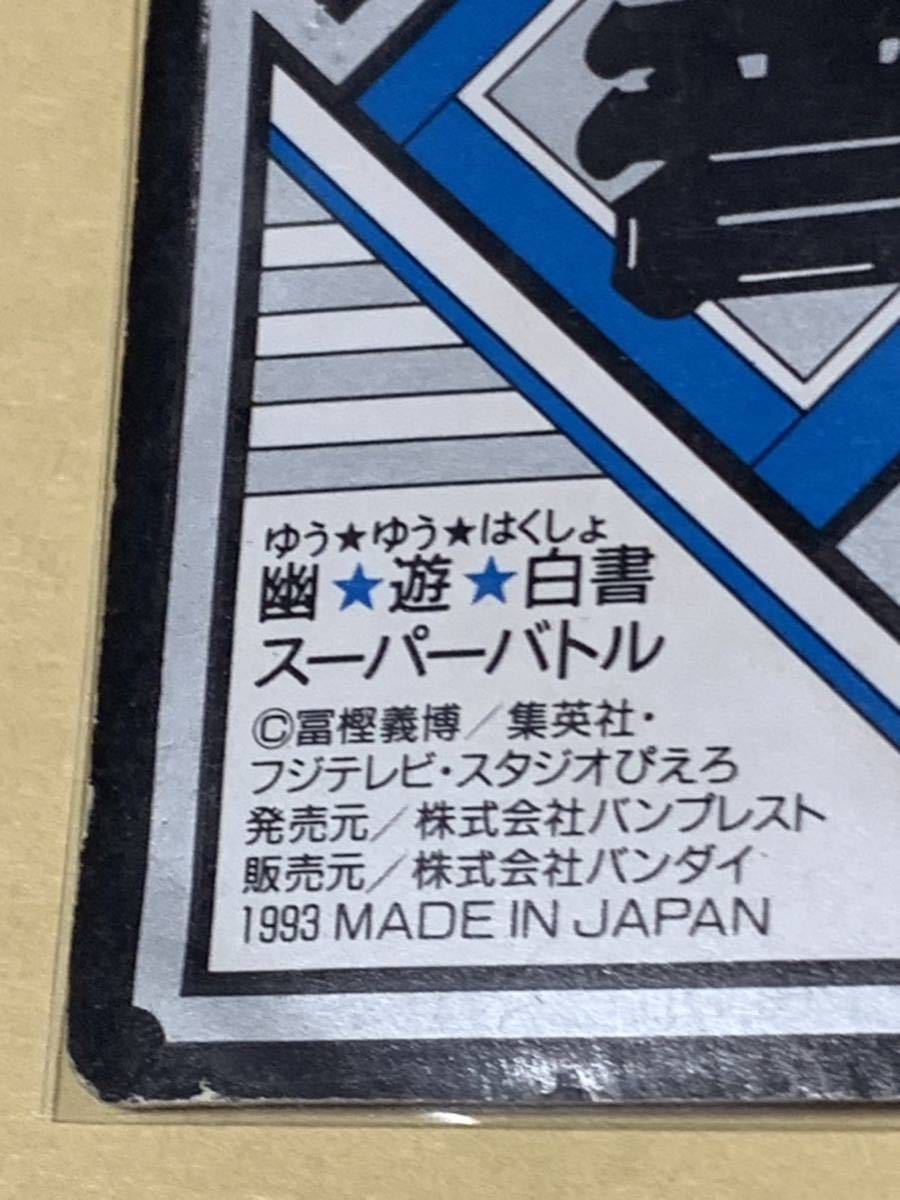 ゆう★ゆう★はくしょ
幽★遊★白書
スーパーバトル
©冨樫義博／集英社・
フジテレビ・スタジオぴえろ
発売元／株式会社バンプレスト
販売元／株式会社バンダイ
1993 MADE IN JAPAN